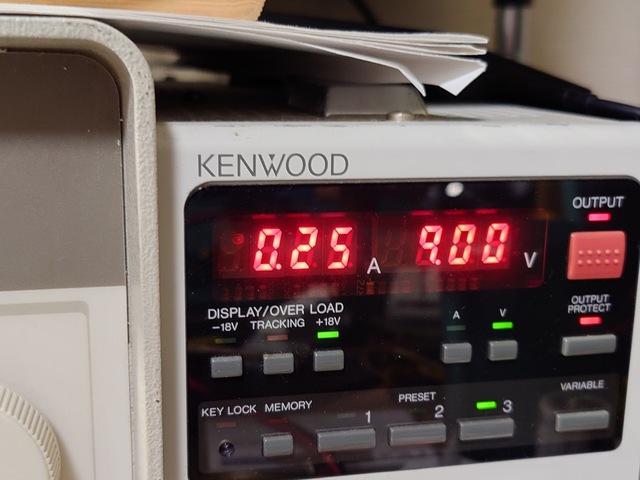 KENWOOD
OUTPUT
0.25 A 9.00 V
OUTPUT
PROTECT
DISPLAY/OVER LOAD
-18V TRACKING +18V
A V
VARIABLE
PRESET
KEY LOCK MEMORY 1 2 3